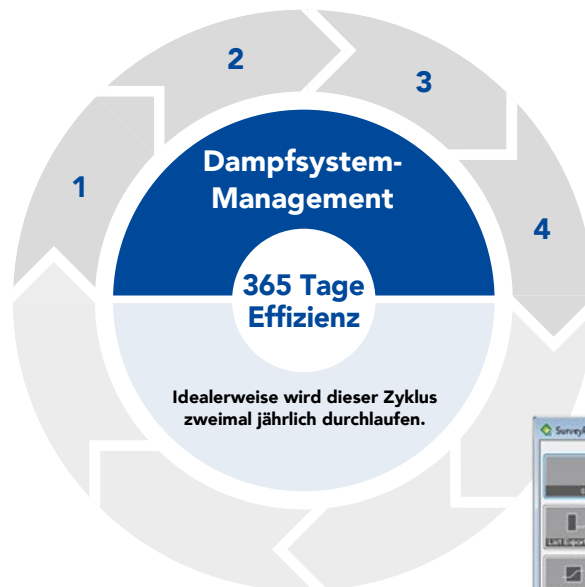 2
3
1
Dampfsystem-
Management
4
365 Tage
Effizienz
Idealerweise wird dieser Zyklus
zweimal jährlich durchlaufen.